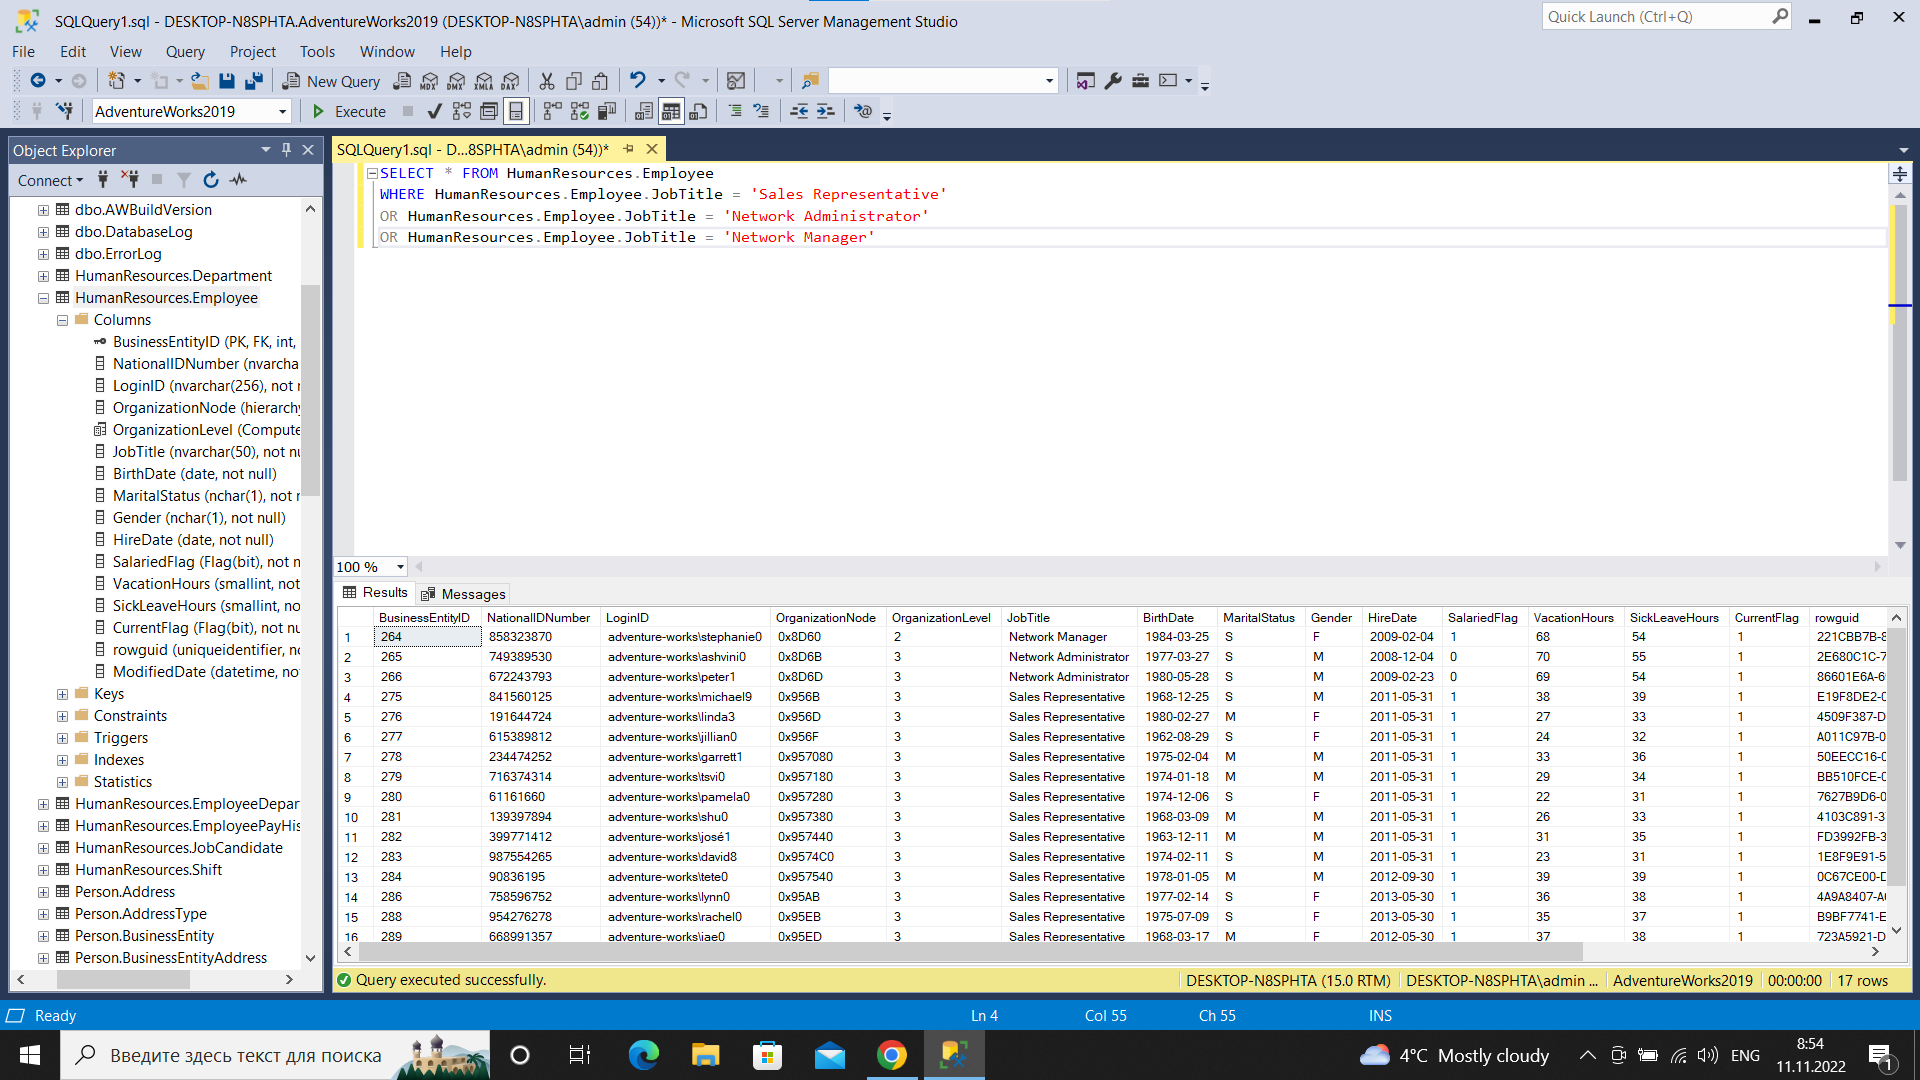 SQLQuery1.sql - DESKTOP-N8SPHTA.AdventureWorks2019 (DESKTOP-N8SPHTA\admin (54))* - Microsoft SQL Server Management Studio
Quick Launch (Ctrl+Q)
File Edit View Query Project Tools Window Help
New Query
MDX DMX XMLA DAX
AdventureWorks2019 Execute
Object Explorer
Connect
dbo.AWBuildVersion
dbo.DatabaseLog
dbo.ErrorLog
HumanResources.Department
HumanResources.Employee
Columns
BusinessEntityID (PK, FK, int,
NationalIDNumber (nvarcha
LoginID (nvarchar(256), not r
OrganizationNode (hierarchy
OrganizationLevel (Compute
JobTitle (nvarchar(50), not nu
BirthDate (date, not null)
MaritalStatus (nchar(1), not r
Gender (nchar(1), not null)
HireDate (date, not null)
SalariedFlag (Flag(bit), not n
VacationHours (smallint, not
SickLeaveHours (smallint, no
CurrentFlag (Flag(bit), not nu
rowguid (uniqueidentifier, no
ModifiedDate (datetime, no
Keys
Constraints
Triggers
Indexes
Statistics
HumanResources.EmployeeDepar
HumanResources.EmployeePayHis
HumanResources.JobCandidate
HumanResources.Shift
Person.Address
Person.AddressType
Person.BusinessEntity
Person.BusinessEntityAddress
SQLQuery1.sql - D...8SPHTA\admin (54))*
SELECT * FROM HumanResources.Employee
WHERE HumanResources.Employee.JobTitle = 'Sales Representative'
OR HumanResources.Employee.JobTitle = 'Network Administrator'
OR HumanResources.Employee.JobTitle = 'Network Manager'
100 %
Results Messages
BusinessEntityID NationalIDNumber LoginID OrganizationNode OrganizationLevel JobTitle BirthDate MaritalStatus Gender HireDate SalariedFlag VacationHours SickLeaveHours CurrentFlag rowguid
1 264 858323870 adventure-works\stephanie0 0x8D60 2 Network Manager 1984-03-25 S F 2009-02-04 1 68 54 1 221CBB7B-8
2 265 749389530 adventure-works\ashvini0 0x8D6B 3 Network Administrator 1977-03-27 S M 2008-12-04 0 70 55 1 2E680C1C-7
3 266 672243793 adventure-works\peter1 0x8D6D 3 Network Administrator 1980-05-28 S M 2009-02-23 0 69 54 1 86601E6A-6
4 275 841560125 adventure-works\michael9 0x956B 3 Sales Representative 1968-12-25 S M 2011-05-31 1 38 39 1 E19F8DE2-0
5 276 191644724 adventure-works\linda3 0x956D 3 Sales Representative 1980-02-27 M F 2011-05-31 1 27 33 1 4509F387-D
6 277 615389812 adventure-works\jillian0 0x956F 3 Sales Representative 1962-08-29 S F 2011-05-31 1 24 32 1 A011C97B-0
7 278 234474252 adventure-works\garrett1 0x957080 3 Sales Representative 1975-02-04 M M 2011-05-31 1 33 36 1 50EECC16-0
8 279 716374314 adventure-works\tsvi0 0x957180 3 Sales Representative 1974-01-18 M M 2011-05-31 1 29 34 1 BB510FCE-0
9 280 61161660 adventure-works\pamela0 0x957280 3 Sales Representative 1974-12-06 S F 2011-05-31 1 22 31 1 7627B9D6-0
10 281 139397894 adventure-works\shu0 0x957380 3 Sales Representative 1968-03-09 M M 2011-05-31 1 26 33 1 4103C891-3
11 282 399771412 adventure-works\josé1 0x957440 3 Sales Representative 1963-12-11 M M 2011-05-31 1 31 35 1 FD3992FB-3
12 283 987554265 adventure-works\david8 0x9574C0 3 Sales Representative 1974-02-11 S M 2011-05-31 1 23 31 1 1E8F9E91-5
13 284 90836195 adventure-works\tete0 0x957540 3 Sales Representative 1978-01-05 M M 2012-09-30 1 39 39 1 0C67CE00-D
14 286 758596752 adventure-works\lynn0 0x95AB 3 Sales Representative 1977-02-14 S F 2013-05-30 1 36 38 1 4A9A8407-A
15 288 954276278 adventure-works\rachel0 0x95EB 3 Sales Representative 1975-07-09 S F 2013-05-30 1 35 37 1 B9BF7741-E
16 289 668991357 adventure-works\jae0 0x95ED 3 Sales Representative 1968-03-17 M F 2012-05-30 1 37 38 1 723A5921-D
Query executed successfully. DESKTOP-N8SPHTA (15.0 RTM) DESKTOP-N8SPHTA\admin ... AdventureWorks2019 00:00:00 17 rows
Ready Ln 4 Col 55 Ch 55 INS
Введите здесь текст для поиска
4°C Mostly cloudy
ENG
8:54
11.11.2022
1